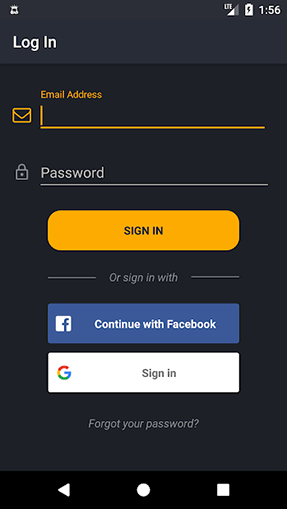 LTE
1:56
Log In
Email Address
Password
SIGN IN
Or sign in with
Continue with Facebook
Sign in
Forgot your password?